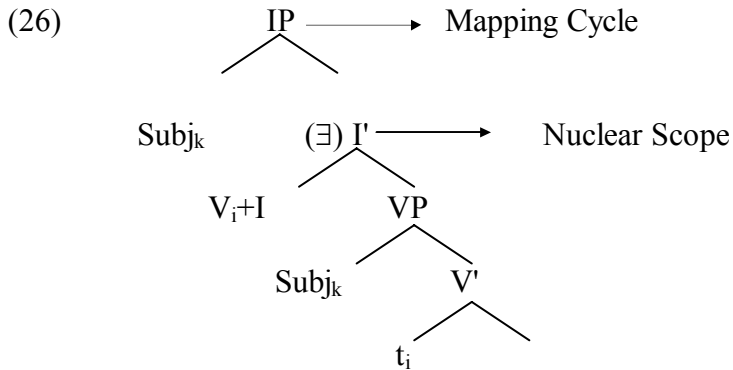 (26) IP Mapping Cycle
Subjk (∃) I' Nuclear Scope
Vi+I VP
Subjk V'
ti